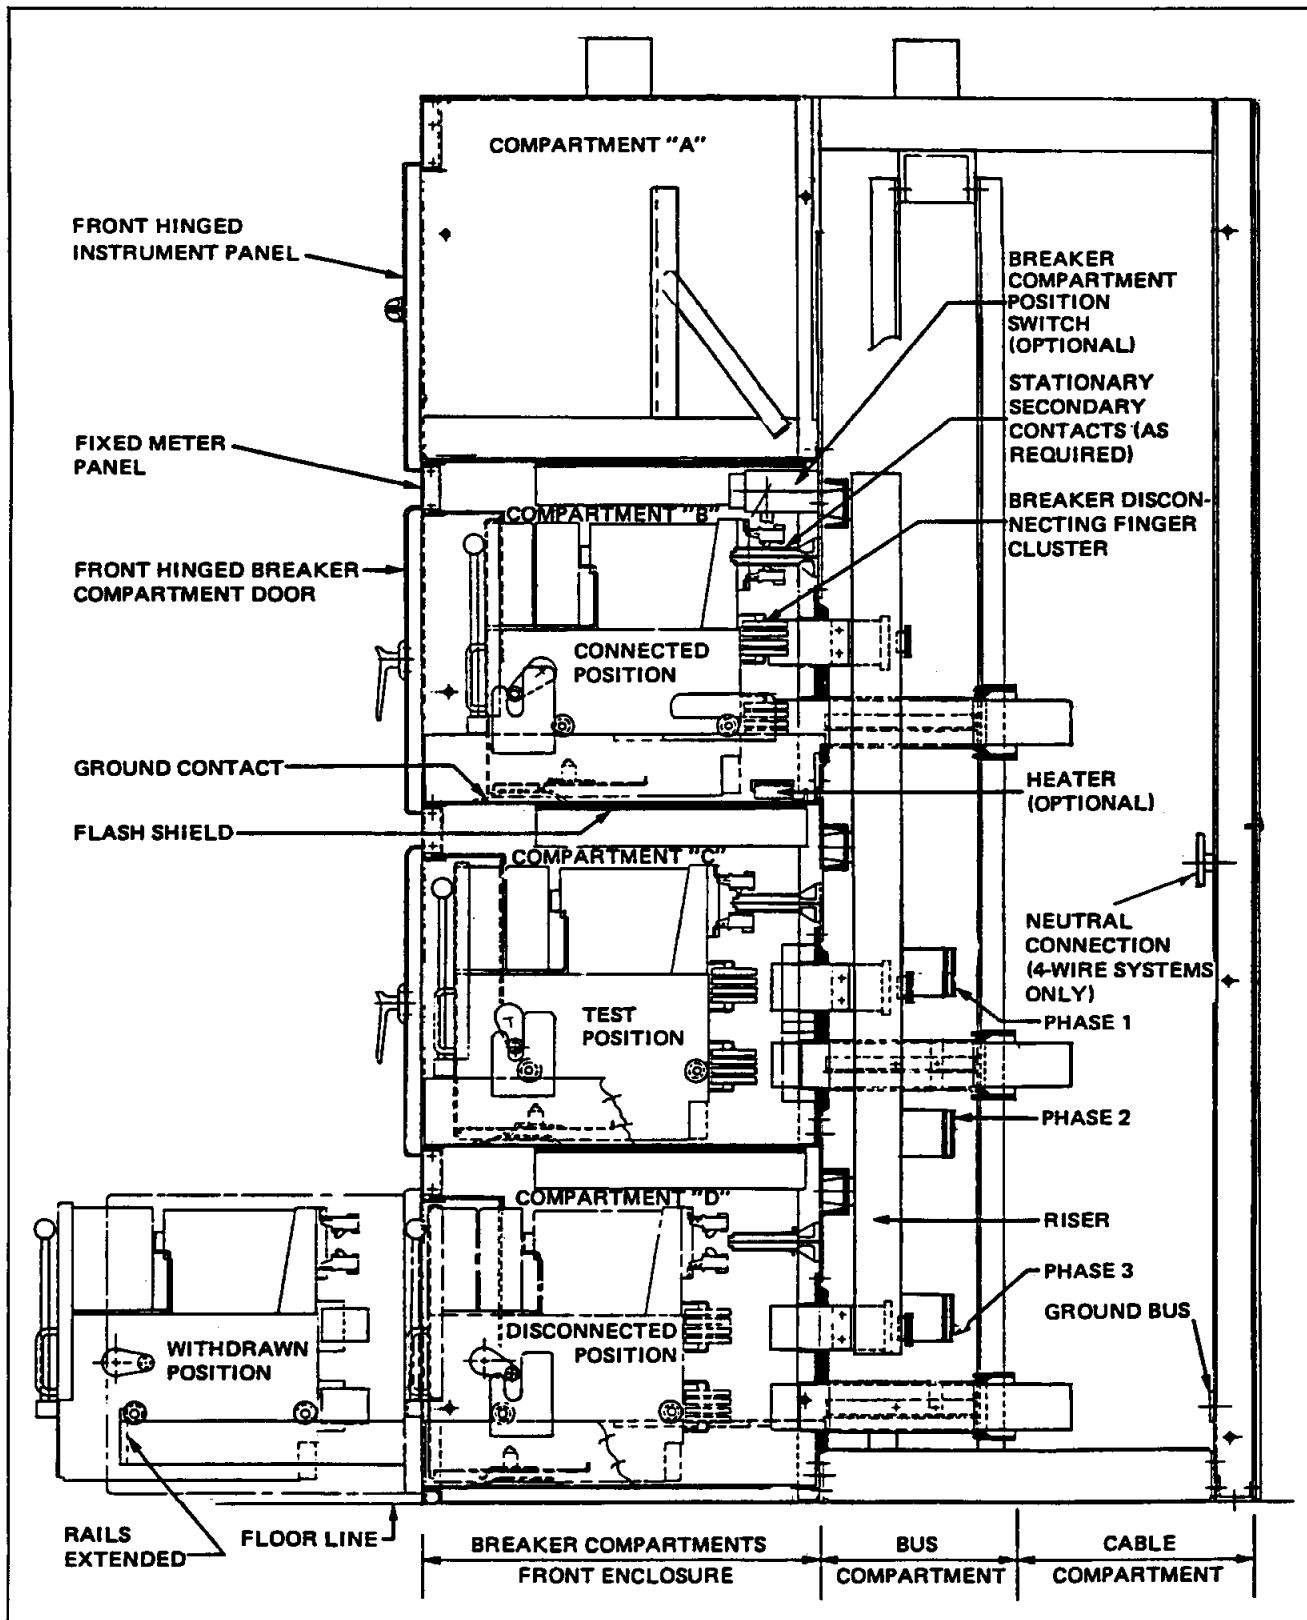 COMPARTMENT "A"
FRONT HINGED
INSTRUMENT PANEL
BREAKER
COMPARTMENT
POSITION
SWITCH
(OPTIONAL)
STATIONARY
SECONDARY
CONTACTS (AS
REQUIRED)
FIXED METER
PANEL
BREAKER DISCON-
NECTING FINGER
CLUSTER
COMPARTMENT "B"
FRONT HINGED BREAKER
COMPARTMENT DOOR
CONNECTED
POSITION
GROUND CONTACT
HEATER
(OPTIONAL)
FLASH SHIELD
COMPARTMENT "C"
NEUTRAL
CONNECTION
(4-WIRE SYSTEMS
ONLY)
TEST
POSITION
PHASE 1
PHASE 2
COMPARTMENT "D"
RISER
PHASE 3
GROUND BUS
WITHDRAWN
POSITION
DISCONNECTED
POSITION
RAILS
EXTENDED
FLOOR LINE
BREAKER COMPARTMENTS
FRONT ENCLOSURE
BUS
COMPARTMENT
CABLE
COMPARTMENT